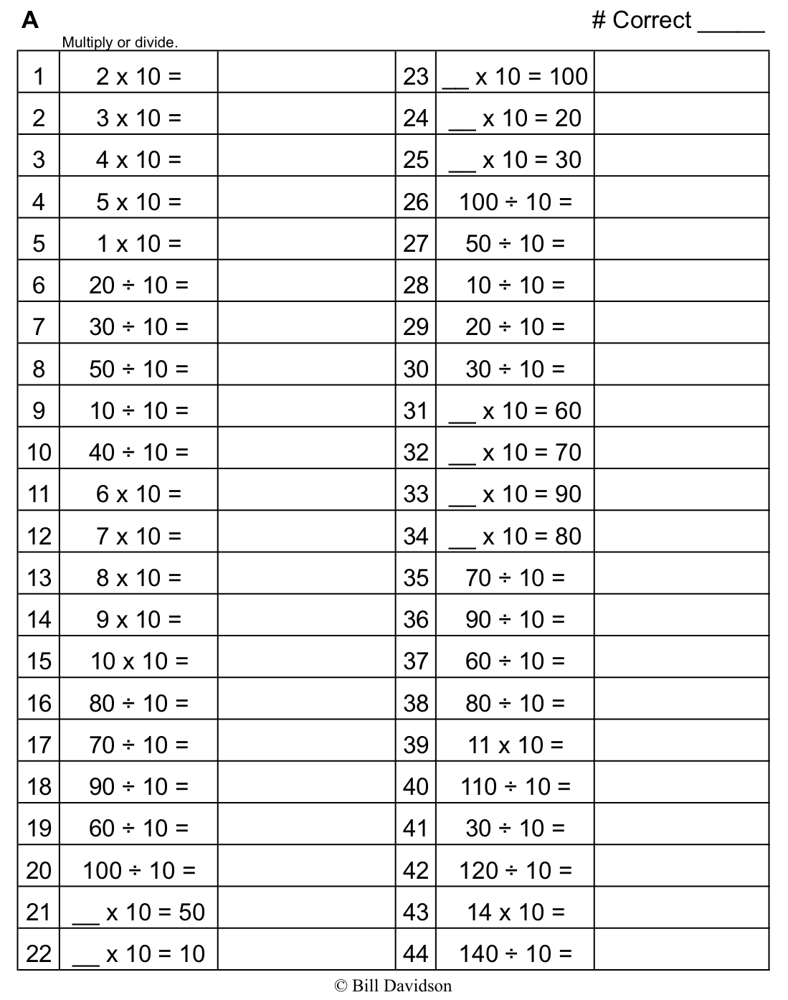 A
# Correct _____
Multiply or divide.
1 2 x 10 = 23 __ x 10 = 100
2 3 x 10 = 24 __ x 10 = 20
3 4 x 10 = 25 __ x 10 = 30
4 5 x 10 = 26 100 ÷ 10 =
5 1 x 10 = 27 50 ÷ 10 =
6 20 ÷ 10 = 28 10 ÷ 10 =
7 30 ÷ 10 = 29 20 ÷ 10 =
8 50 ÷ 10 = 30 30 ÷ 10 =
9 10 ÷ 10 = 31 __ x 10 = 60
10 40 ÷ 10 = 32 __ x 10 = 70
11 6 x 10 = 33 __ x 10 = 90
12 7 x 10 = 34 __ x 10 = 80
13 8 x 10 = 35 70 ÷ 10 =
14 9 x 10 = 36 90 ÷ 10 =
15 10 x 10 = 37 60 ÷ 10 =
16 80 ÷ 10 = 38 80 ÷ 10 =
17 70 ÷ 10 = 39 11 x 10 =
18 90 ÷ 10 = 40 110 ÷ 10 =
19 60 ÷ 10 = 41 30 ÷ 10 =
20 100 ÷ 10 = 42 120 ÷ 10 =
21 __ x 10 = 50 43 14 x 10 =
22 __ x 10 = 10 44 140 ÷ 10 =
© Bill Davidson